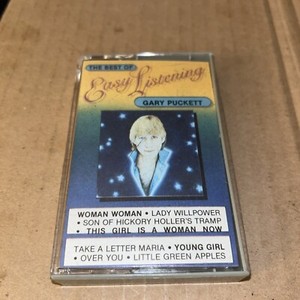 THE BEST OF
Easy Listening
GARY PUCKETT
WOMAN WOMAN • LADY WILLPOWER
• SON OF HICKORY HOLLER'S TRAMP
• THIS GIRL IS A WOMAN NOW
TAKE A LETTER MARIA • YOUNG GIRL
• OVER YOU • LITTLE GREEN APPLES